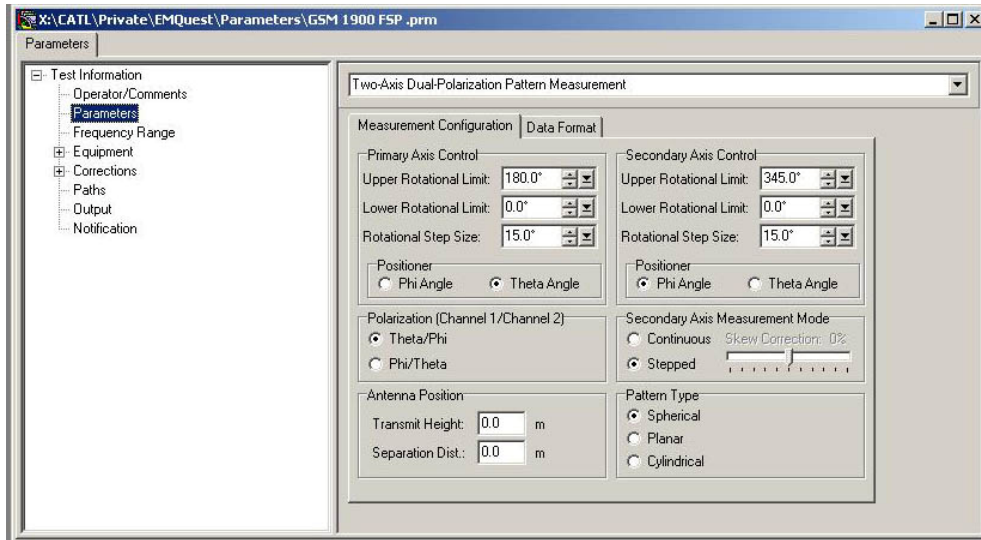 X:\CATL\Private\EMQuest\Parameters\GSM 1900 FSP .prm
Parameters
Test Information
Operator/Comments
Parameters
Frequency Range
Equipment
Corrections
Paths
Output
Notification
Two-Axis Dual-Polarization Pattern Measurement
Measurement Configuration
Data Format
Primary Axis Control
Upper Rotational Limit: 180.0°
Lower Rotational Limit: 0.0°
Rotational Step Size: 15.0°
Positioner
Phi Angle
Theta Angle
Secondary Axis Control
Upper Rotational Limit: 345.0°
Lower Rotational Limit: 0.0°
Rotational Step Size: 15.0°
Positioner
Phi Angle
Theta Angle
Polarization (Channel 1/Channel 2)
Theta/Phi
Phi/Theta
Secondary Axis Measurement Mode
Continuous Skew Correction: 0%
Stepped
Antenna Position
Transmit Height: 0.0 m
Separation Dist.: 0.0 m
Pattern Type
Spherical
Planar
Cylindrical